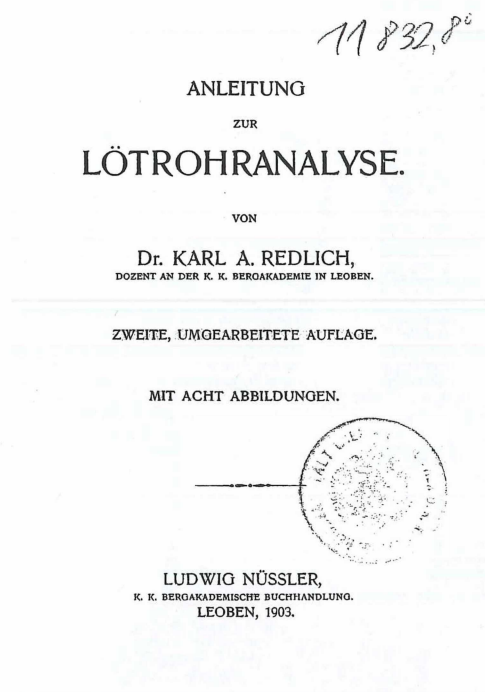 11832,8°
ANLEITUNG
ZUR
LÖTROHRANALYSE.
VON
Dr. KARL A. REDLICH,
DOZENT AN DER K. K. BERGAKADEMIE IN LEOBEN.
ZWEITE, UMGEARBEITETE AUFLAGE.
MIT ACHT ABBILDUNGEN.
LUDWIG NÜSSLER,
K. K. BERGAKADEMISCHE BUCHHANDLUNG.
LEOBEN, 1903.